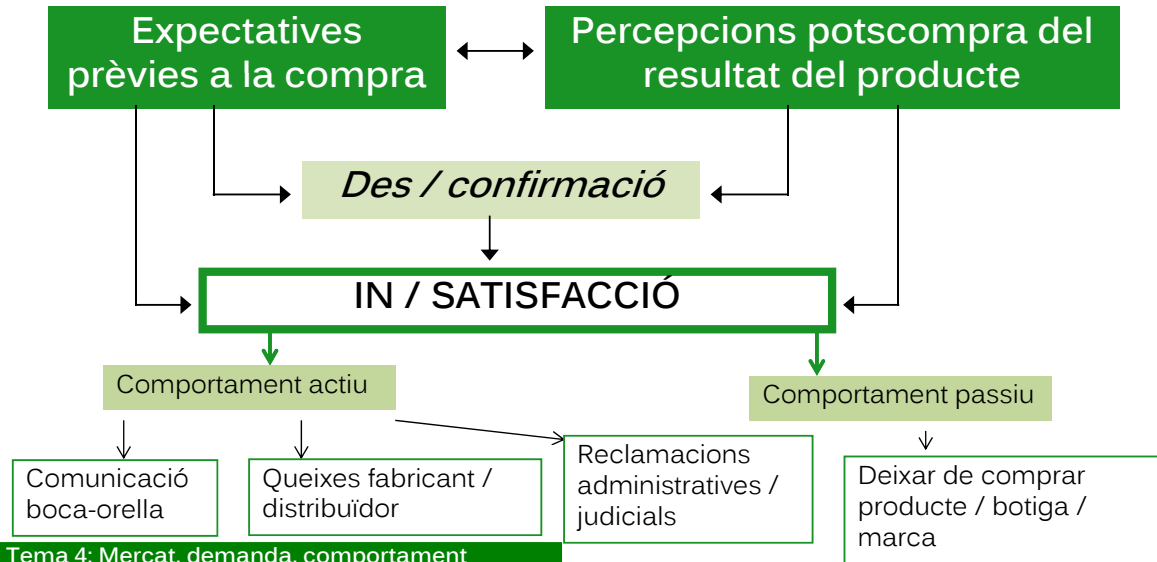 Expectatives
prèvies a la compra
Percepcions potscompra del
resultat del producte
Des / confirmació
IN / SATISFACCIÓ
Comportament actiu
Comportament passiu
Comunicació
boca-orella
Queixes fabricant /
distribuïdor
Reclamacions
administratives /
judicials
Deixar de comprar
producte / botiga /
marca
Tema 4: Mercat, demanda, comportament